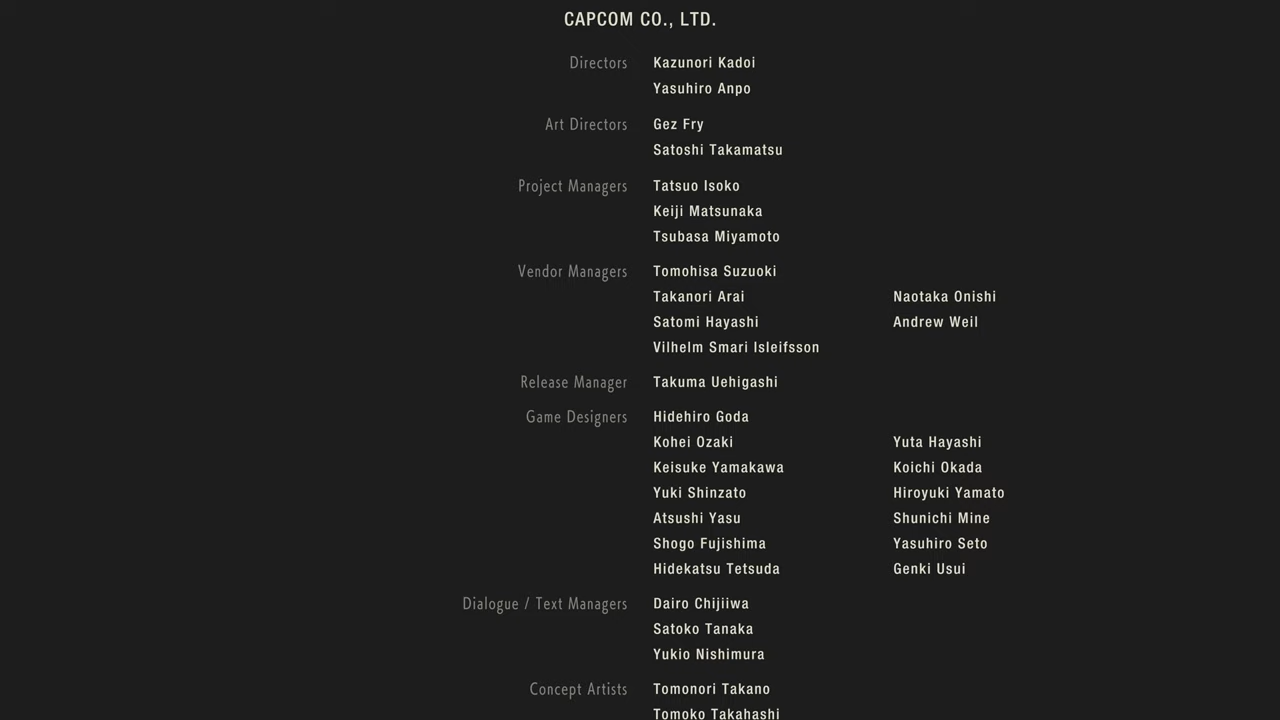 CAPCOM CO., LTD.
Directors Kazunori Kadoi
Yasuhiro Anpo
Art Directors Gez Fry
Satoshi Takamatsu
Project Managers Tatsuo Isoko
Keiji Matsunaka
Tsubasa Miyamoto
Vendor Managers Tomohisa Suzuoki
Takanori Arai Naotaka Onishi
Satomi Hayashi Andrew Weil
Vilhelm Smari Isleifsson
Release Manager Takuma Uehigashi
Game Designers Hidehiro Goda
Kohei Ozaki Yuta Hayashi
Keisuke Yamakawa Koichi Okada
Yuki Shinzato Hiroyuki Yamato
Atsushi Yasu Shunichi Mine
Shogo Fujishima Yasuhiro Seto
Hidekatsu Tetsuda Genki Usui
Dialogue / Text Managers Dairo Chijiiwa
Satoko Tanaka
Yukio Nishimura
Concept Artists Tomonori Takano
Tomoko Takahashi